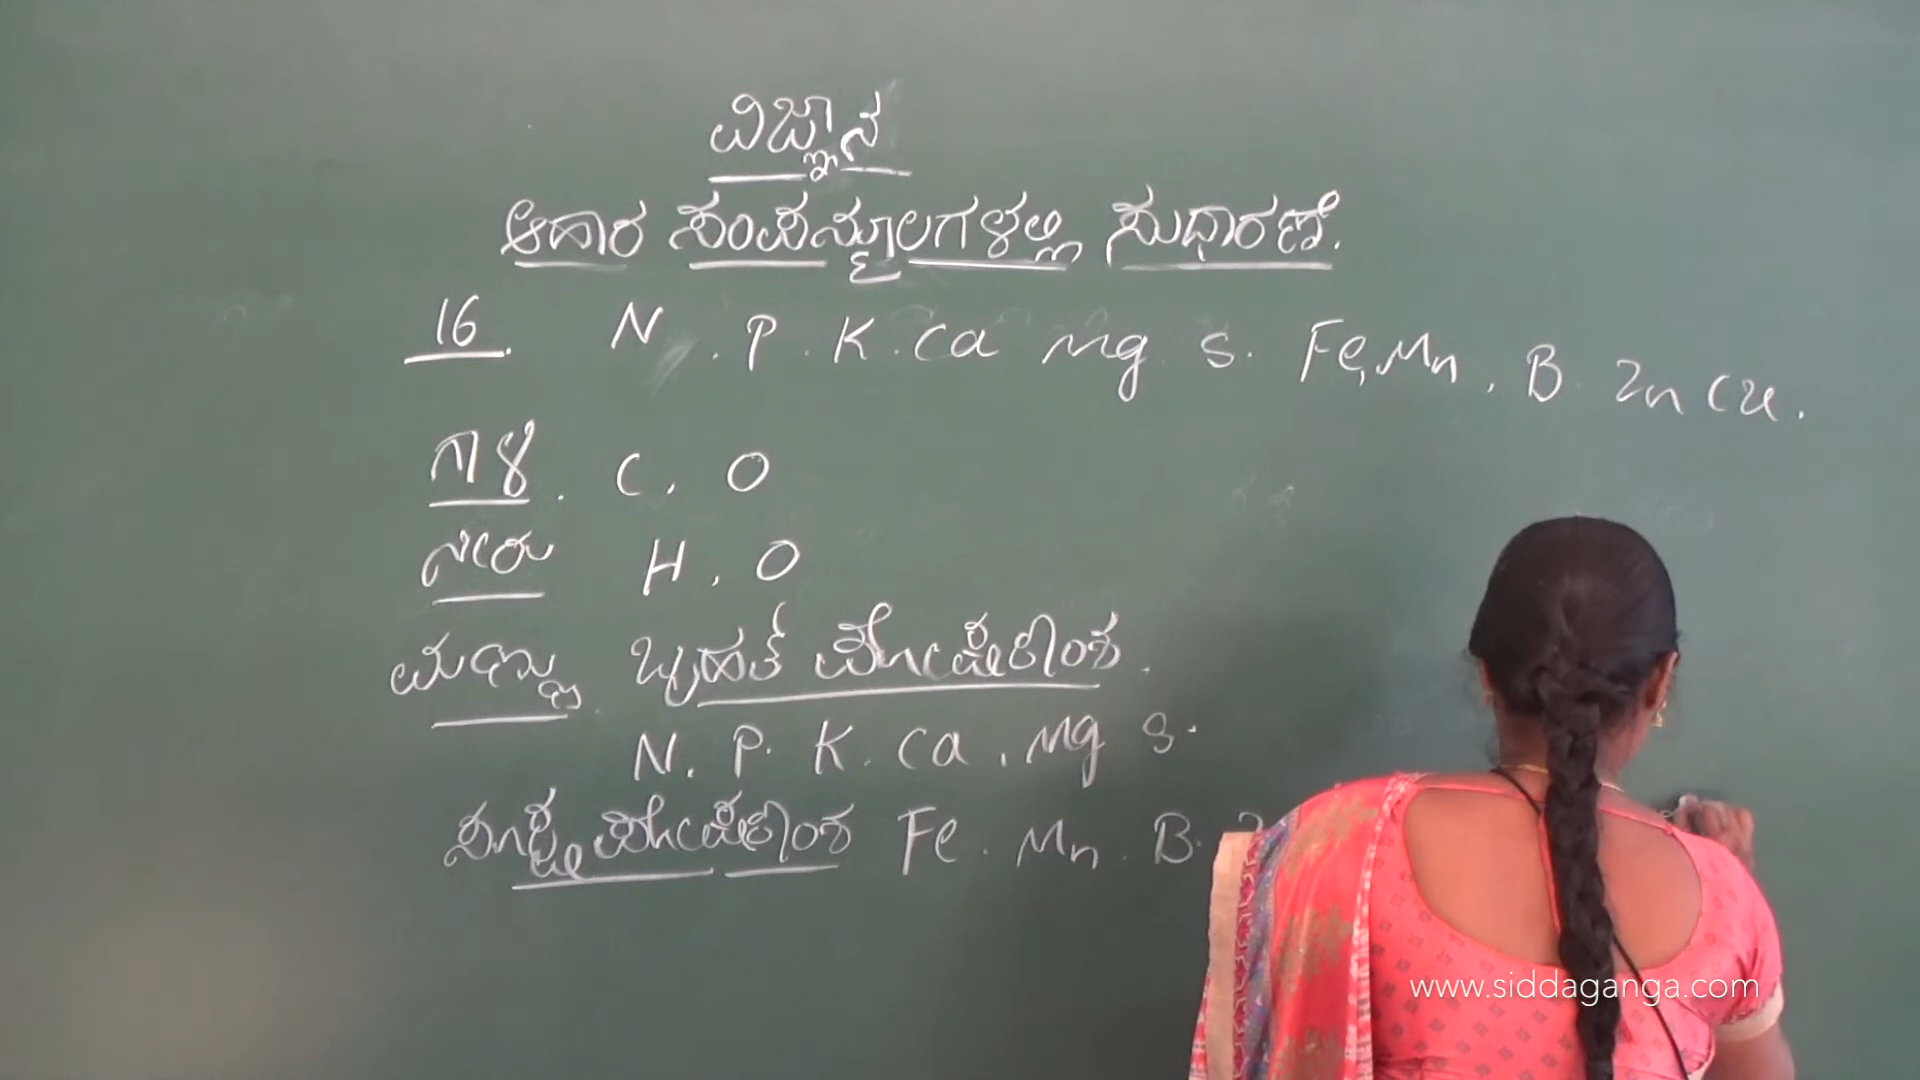 ವಿಜ್ಞಾನ
ಆಹಾರ ಸಂಪನ್ಮೂಲಗಳಲ್ಲಿ ಸುಧಾರಣೆ.
16. N . P . K . Ca Mg S . Fe, Mn , B . Zn Cu .
ಗಾಳಿ . C , O
ನೀರು H , O
ಮಣ್ಣು . ಬೃಹತ್ ಪೋಷಕಾಂಶ .
N . P . K . Ca . Mg S .
ಸೂಕ್ಷ್ಮ ಪೋಷಕಾಂಶ Fe . Mn . B .
www.siddaganga.com